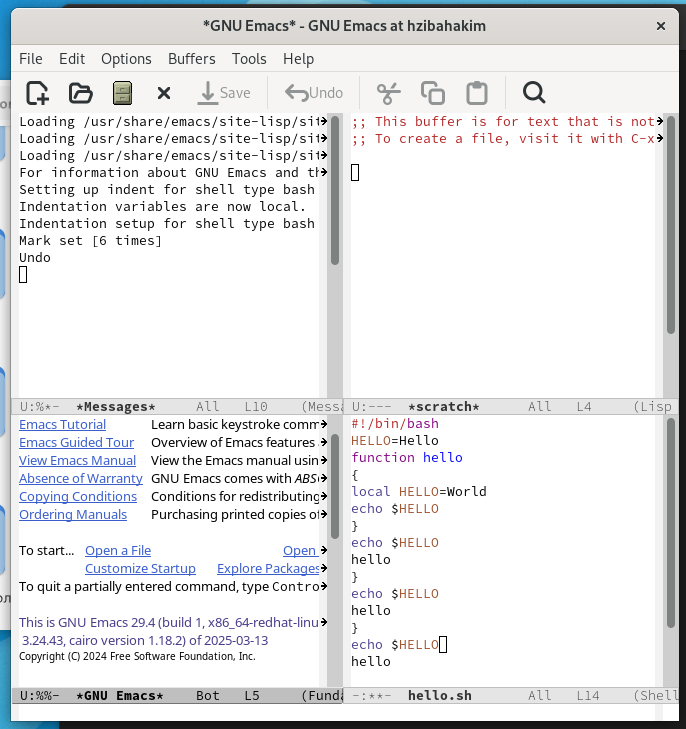 *GNU Emacs* - GNU Emacs at hzibahakim
File Edit Options Buffers Tools Help
Save Undo
Loading /usr/share/emacs/site-lisp/sit
Loading /usr/share/emacs/site-lisp/sit
Loading /usr/share/emacs/site-lisp/sit
For information about GNU Emacs and th
Setting up indent for shell type bash
Indentation variables are now local.
Indentation setup for shell type bash
Mark set [6 times]
Undo
U:%*- *Messages* All L10 (Messa
;; This buffer is for text that is not
;; To create a file, visit it with C-x
U:--- *scratch* All L4 (Lisp
Emacs Tutorial Learn basic keystroke comm
Emacs Guided Tour Overview of Emacs features
View Emacs Manual View the Emacs manual usin
Absence of Warranty GNU Emacs comes with ABS
Copying Conditions Conditions for redistributing
Ordering Manuals Purchasing printed copies of
To start... Open a File Open
Customize Startup Explore Packages
To quit a partially entered command, type Contro
This is GNU Emacs 29.4 (build 1, x86_64-redhat-linu
3.24.43, cairo version 1.18.2) of 2025-03-13
Copyright (C) 2024 Free Software Foundation, Inc.
U:%%- *GNU Emacs* Bot L5 (Funda
#!/bin/bash
HELLO=Hello
function hello
{
local HELLO=World
echo $HELLO
}
echo $HELLO
hello
}
echo $HELLO
hello
}
echo $HELLO
hello
-:**- hello.sh All L14 (Shell